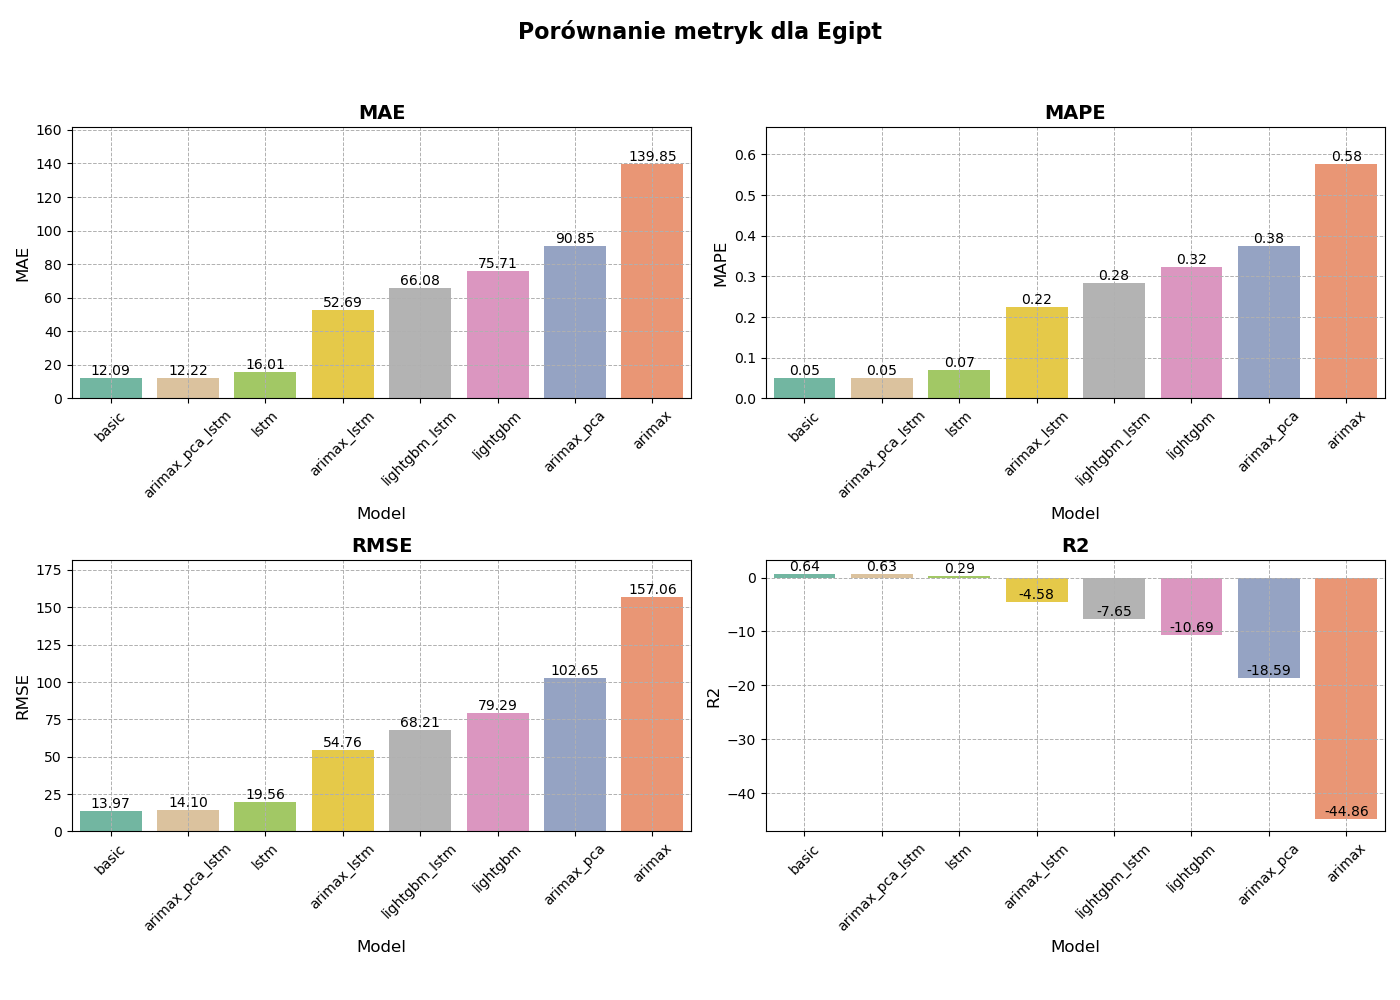 Porównanie metryk dla Egipt
MAE
MAE
160
140
120
100
80
60
40
20
0
12.09
12.22
16.01
52.69
66.08
75.71
90.85
139.85
basic
arimax_pca_lstm
lstm
arimax_lstm
lightgbm_lstm
lightgbm
arimax_pca
arimax
Model
MAPE
MAPE
0.6
0.5
0.4
0.3
0.2
0.1
0.0
0.05
0.05
0.07
0.22
0.28
0.32
0.38
0.58
basic
arimax_pca_lstm
lstm
arimax_lstm
lightgbm_lstm
lightgbm
arimax_pca
arimax
Model
RMSE
RMSE
175
150
125
100
75
50
25
0
13.97
14.10
19.56
54.76
68.21
79.29
102.65
157.06
basic
arimax_pca_lstm
lstm
arimax_lstm
lightgbm_lstm
lightgbm
arimax_pca
arimax
Model
R2
R2
0
−10
−20
−30
−40
0.64
0.63
0.29
-4.58
-7.65
-10.69
-18.59
-44.86
basic
arimax_pca_lstm
lstm
arimax_lstm
lightgbm_lstm
lightgbm
arimax_pca
arimax
Model